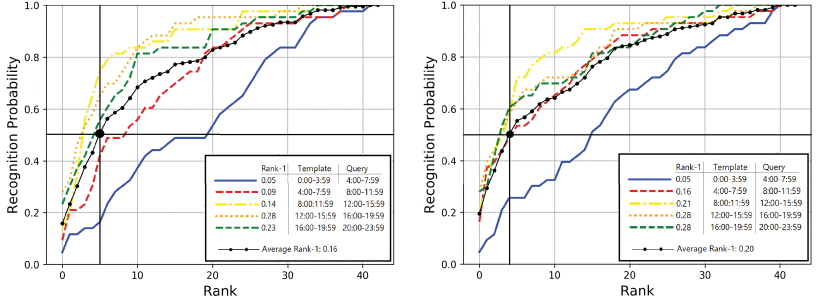 1.0
0.8
0.6
0.4
0.2
0.0
Recognition Probability
0
10
20
30
40
Rank
Rank-1 Template Query
0.05 0:00-3:59 4:00-7:59
0.09 4:00-7:59 8:00-11:59
0.14 8:00-11:59 12:00-15:59
0.28 12:00-15:59 16:00-19:59
0.23 16:00-19:59 20:00-23:59
Average Rank-1: 0.16
1.0
0.8
0.6
0.4
0.2
0.0
Recognition Probability
0
10
20
30
40
Rank
Rank-1 Template Query
0.05 0:00-3:59 4:00-7:59
0.16 4:00-7:59 8:00-11:59
0.21 8:00-11:59 12:00-15:59
0.28 12:00-15:59 16:00-19:59
0.28 16:00-19:59 20:00-23:59
Average Rank-1: 0.20